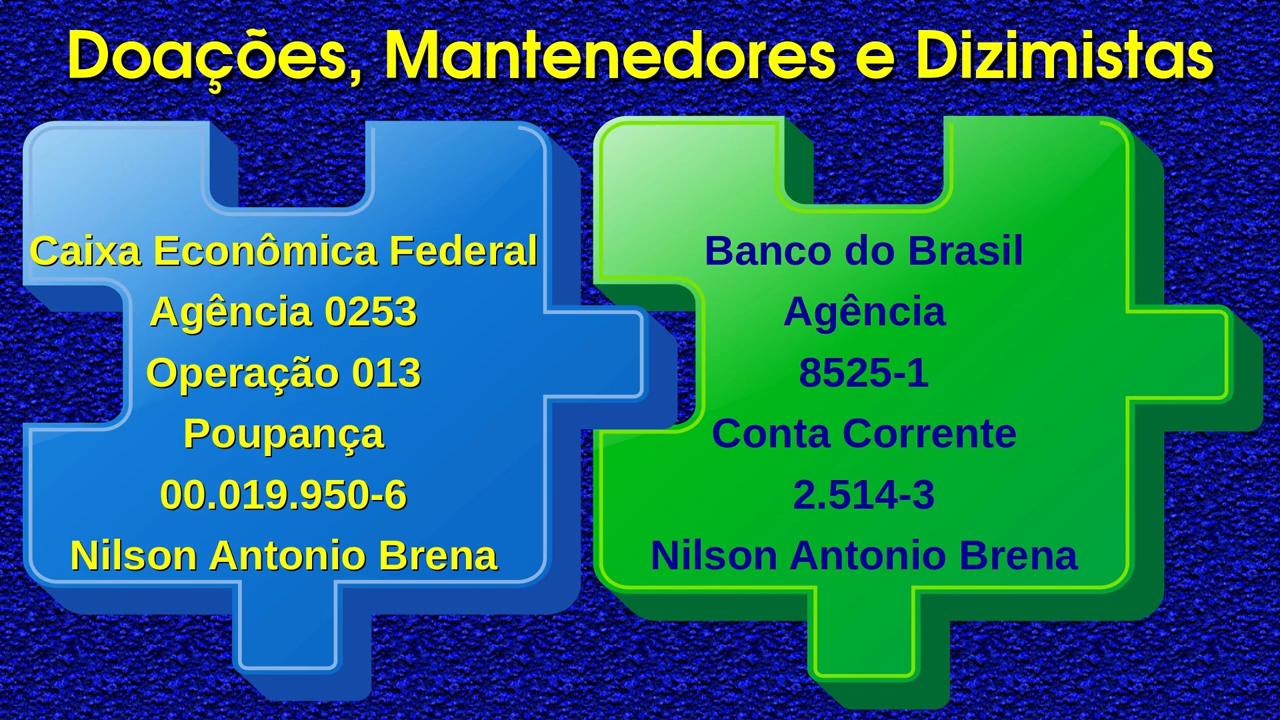 Doações, Mantenedores e Dizimistas
Caixa Econômica Federal
Agência 0253
Operação 013
Poupança
00.019.950-6
Nilson Antonio Brena
Banco do Brasil
Agência
8525-1
Conta Corrente
2.514-3
Nilson Antonio Brena